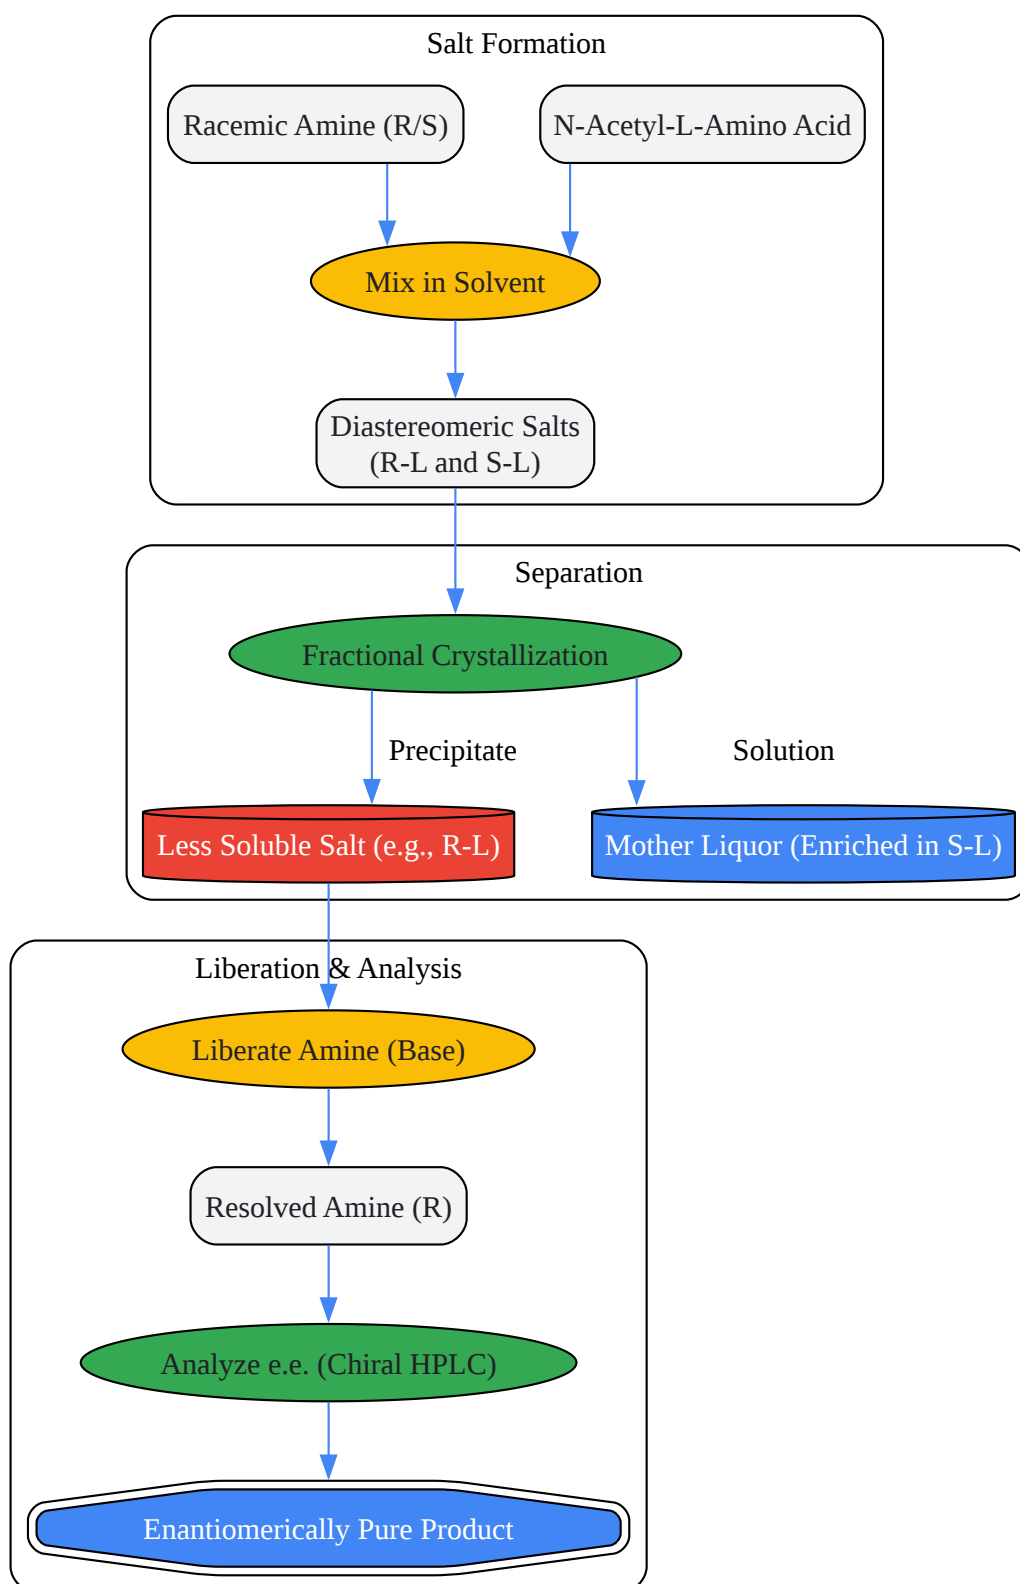 Salt Formation
Racemic Amine (R/S)
N-Acetyl-L-Amino Acid
Mix in Solvent
Diastereomeric Salts
(R-L and S-L)
Separation
Fractional Crystallization
Precipitate
Solution
Less Soluble Salt (e.g., R-L)
Mother Liquor (Enriched in S-L)
Liberation & Analysis
Liberate Amine (Base)
Resolved Amine (R)
Analyze e.e. (Chiral HPLC)
Enantiomerically Pure Product